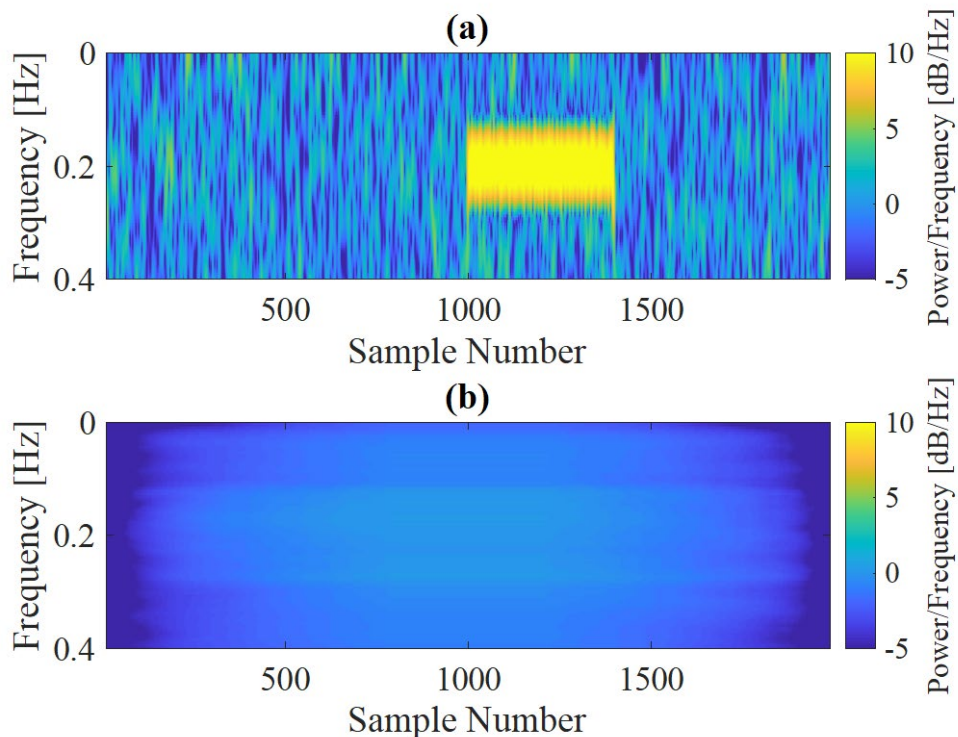 (a)
Frequency [Hz]
0
0.2
0.4
500
1000
1500
Sample Number
10
5
0
-5
Power/Frequency [dB/Hz]
(b)
Frequency [Hz]
0
0.2
0.4
500
1000
1500
Sample Number
10
5
0
-5
Power/Frequency [dB/Hz]